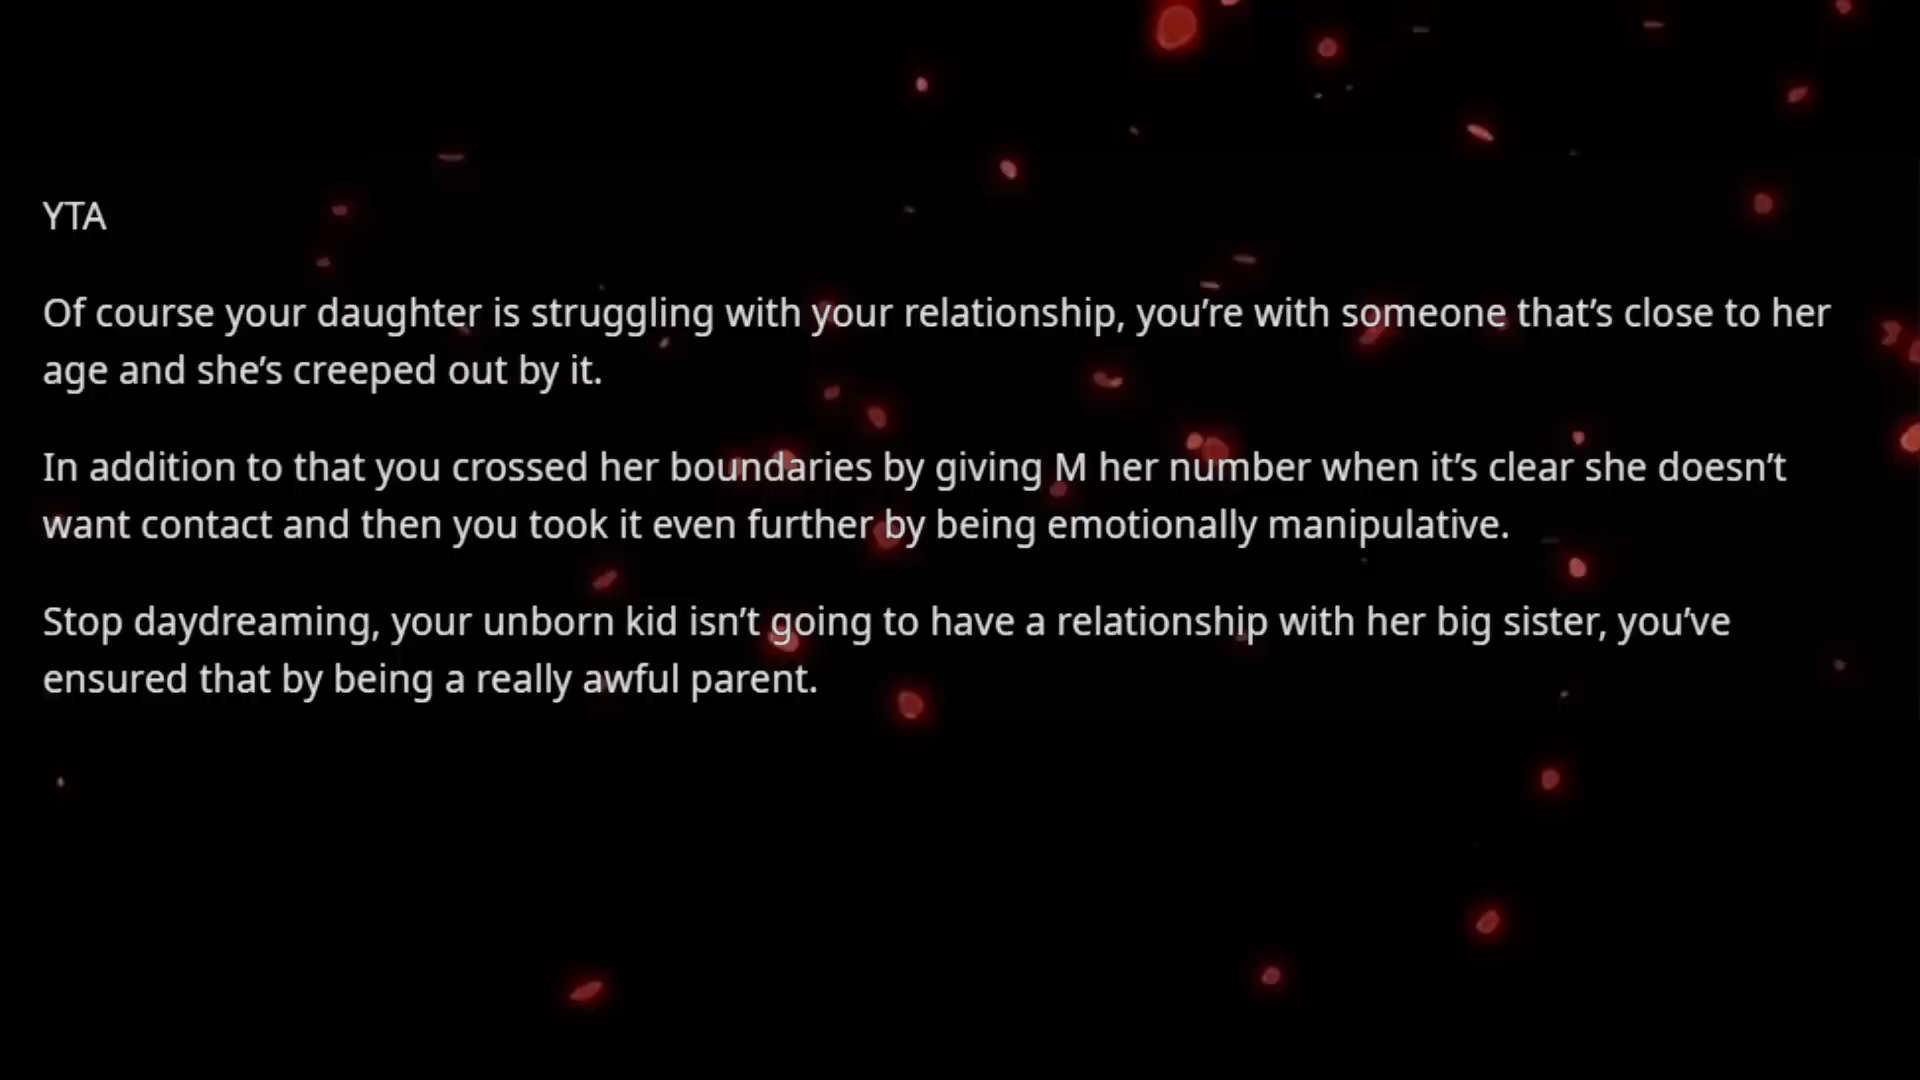 YTA
Of course your daughter is struggling with your relationship, you’re with someone that’s close to her
age and she’s creeped out by it.
In addition to that you crossed her boundaries by giving M her number when it’s clear she doesn’t
want contact and then you took it even further by being emotionally manipulative.
Stop daydreaming, your unborn kid isn’t going to have a relationship with her big sister, you’ve
ensured that by being a really awful parent.